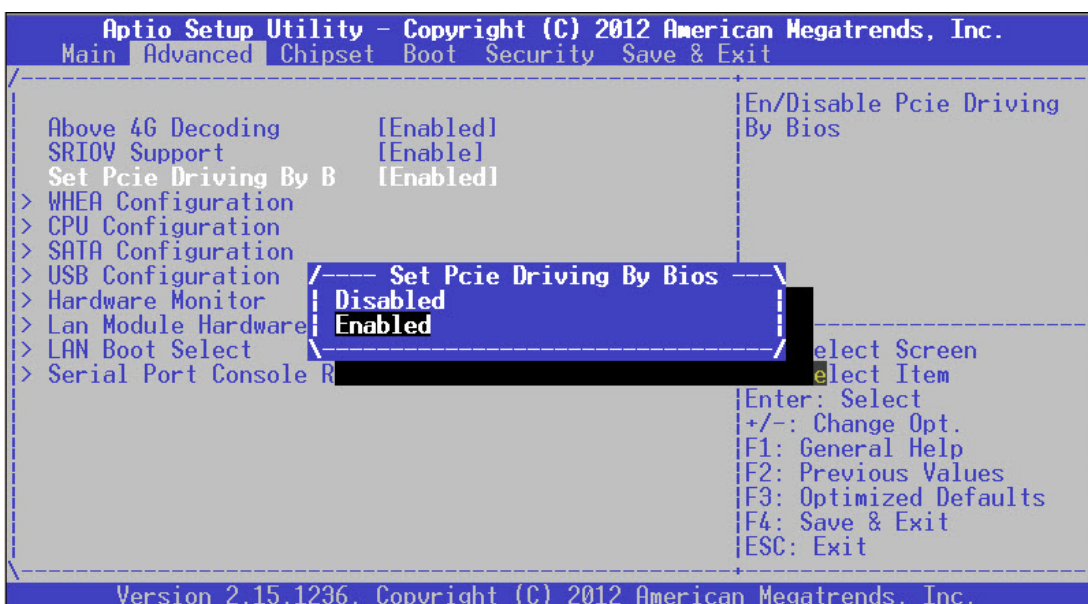 Aptio Setup Utility - Copyright (C) 2012 American Megatrends, Inc.
Main Advanced Chipset Boot Security Save & Exit
Above 4G Decoding [Enabled]
SRIOV Support [Enable]
Set Pcie Driving By B [Enabled]
> WHEA Configuration
> CPU Configuration
> SATA Configuration
> USB Configuration
> Hardware Monitor
> Lan Module Hardware
> LAN Boot Select
> Serial Port Console R
Set Pcie Driving By Bios
Disabled
Enabled
En/Disable Pcie Driving
By Bios
elect Screen
elect Item
Enter: Select
+/-: Change Opt.
F1: General Help
F2: Previous Values
F3: Optimized Defaults
F4: Save & Exit
ESC: Exit
Version 2.15.1236. Copyright (C) 2012 American Megatrends, Inc.